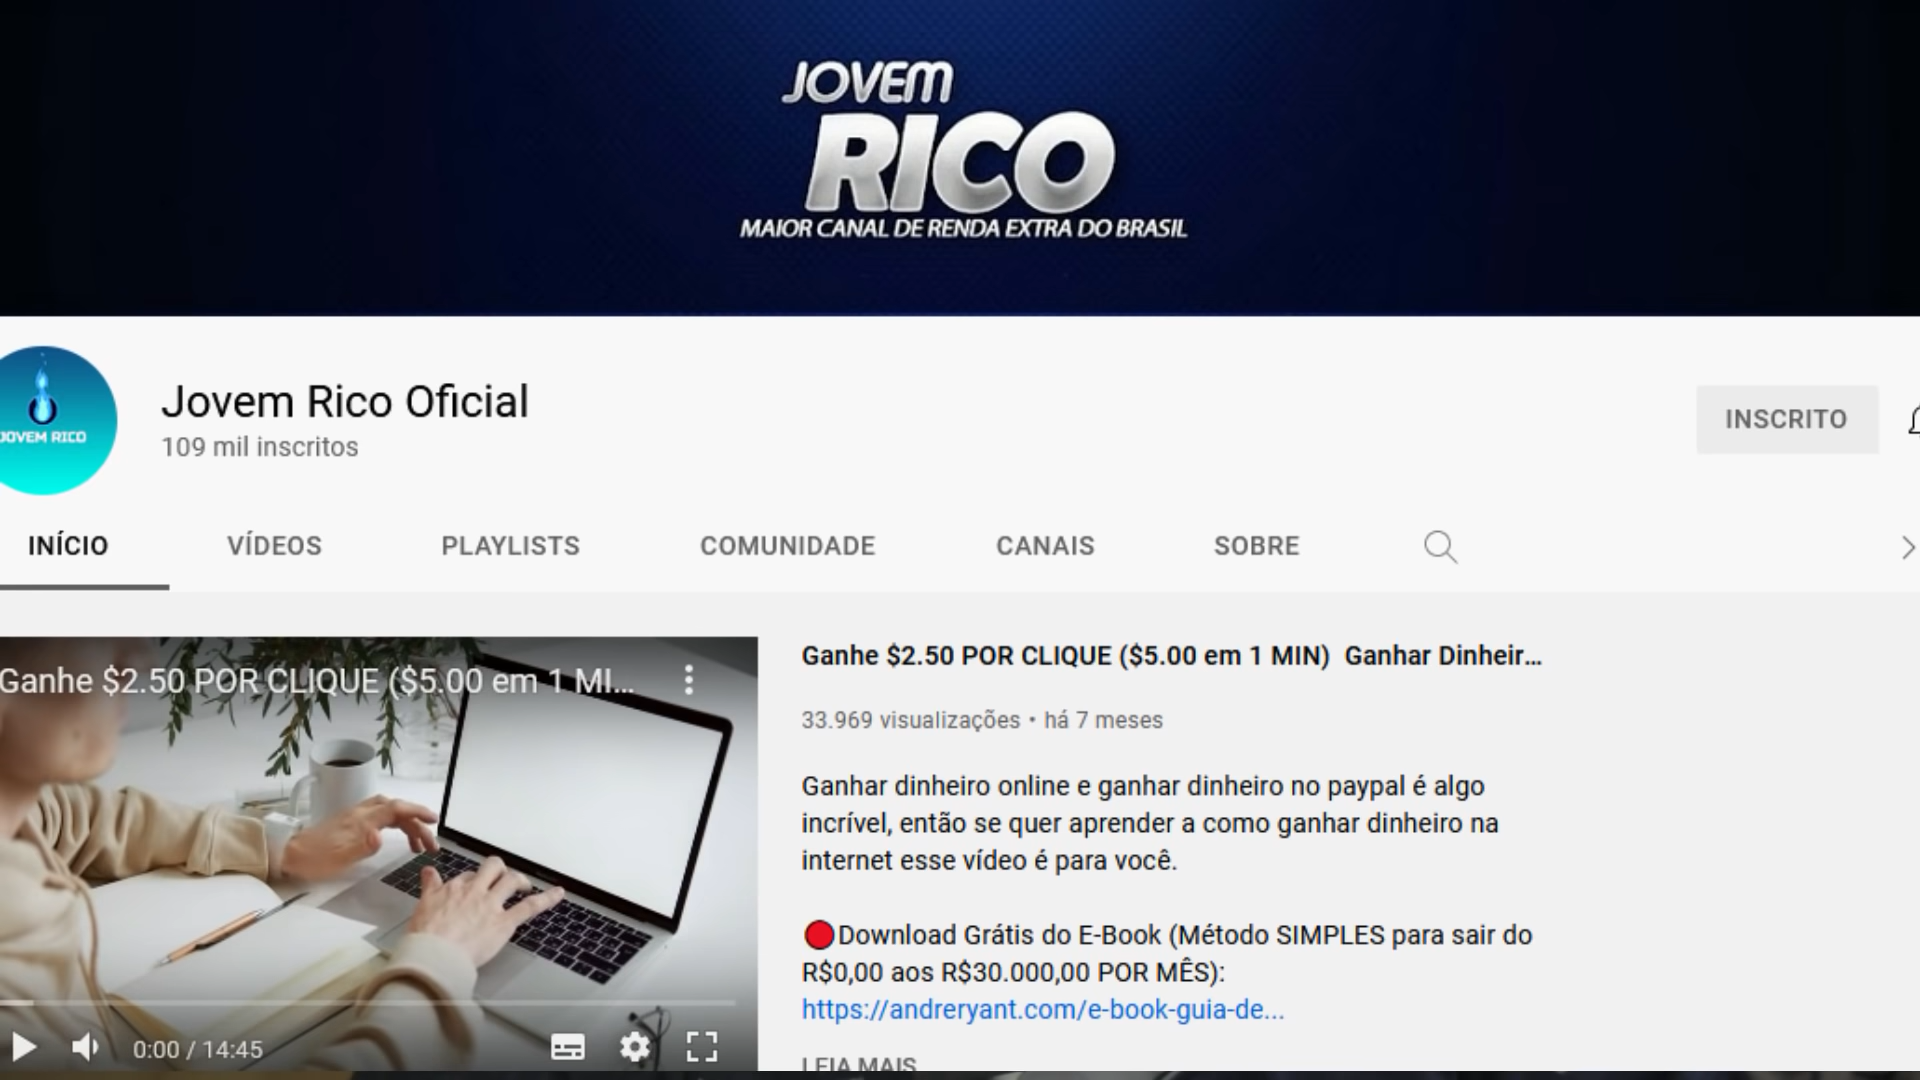 JOVEM
RICO
MAIOR CANAL DE RENDA EXTRA DO BRASIL
JOVEM RICO
Jovem Rico Oficial
109 mil inscritos
INSCRITO
INÍCIO
VÍDEOS
PLAYLISTS
COMUNIDADE
CANAIS
SOBRE
Ganhe $2.50 POR CLIQUE ($5.00 em 1 MI...
0:00 / 14:45
Ganhe $2.50 POR CLIQUE ($5.00 em 1 MIN)  Ganhar Dinheir...
33.969 visualizações • há 7 meses
Ganhar dinheiro online e ganhar dinheiro no paypal é algo
incrível, então se quer aprender a como ganhar dinheiro na
internet esse vídeo é para você.
🔴Download Grátis do E-Book (Método SIMPLES para sair do
R$0,00 aos R$30.000,00 POR MÊS):
https://andreryant.com/e-book-guia-de...
LEIA MAIS